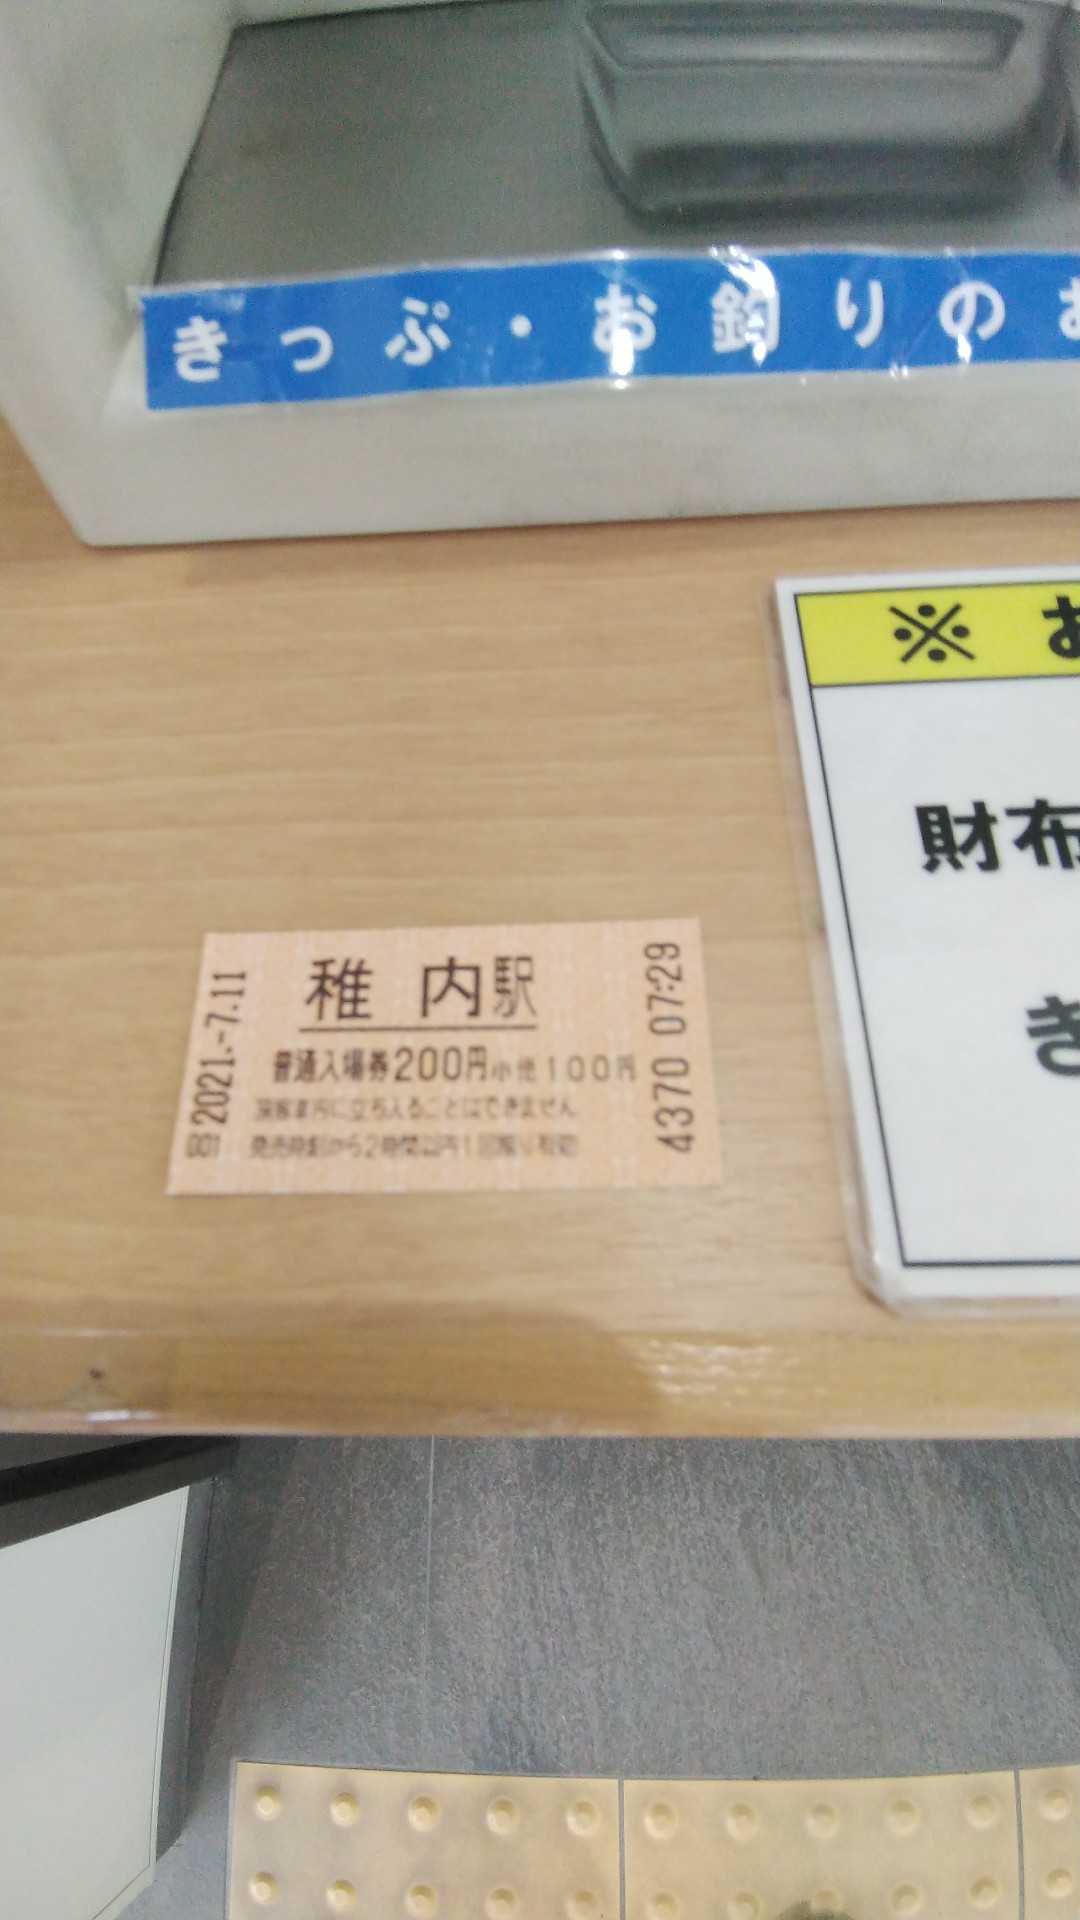 きっぷ・お釣りのお
※ お
財布
き
稚内駅
普通入場券200円小児100円
旅客車内に立ち入ることはできません
発売時刻から2時間以内1回限り有効
2021.-7.11
4370 07:29